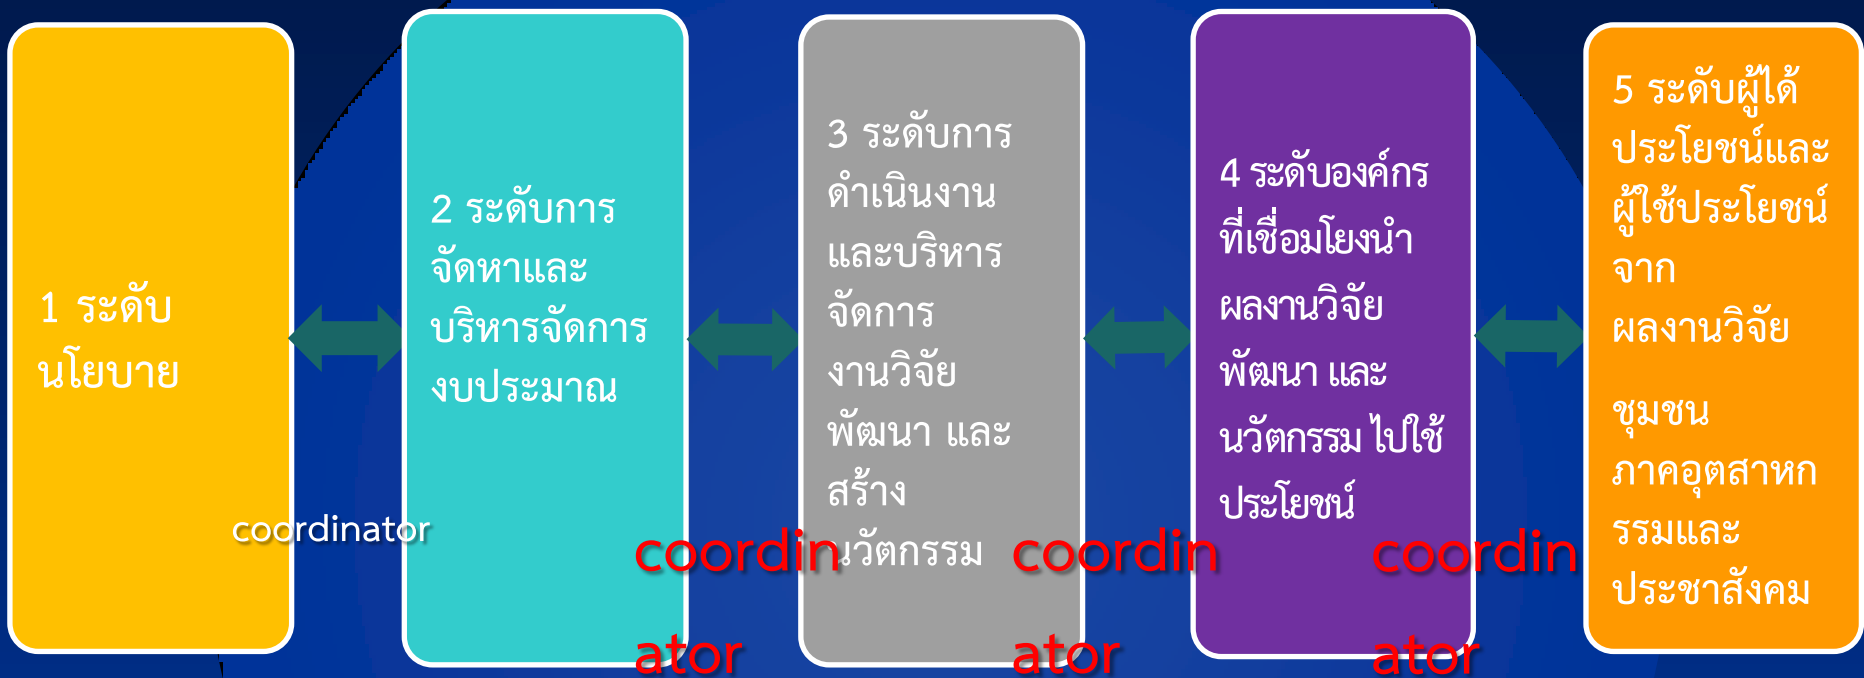 1 ระดับ
นโยบาย
coordinator
2 ระดับการ
จัดหาและ
บริหารจัดการ
งบประมาณ
coordin
ator
3 ระดับการ
ดำเนินงาน
และบริหาร
จัดการ
งานวิจัย
พัฒนา และ
สร้าง
นวัตกรรม
coordin
ator
4 ระดับองค์กร
ที่เชื่อมโยงนำ
ผลงานวิจัย
พัฒนา และ
นวัตกรรม ไปใช้
ประโยชน์
coordin
ator
5 ระดับผู้ได้
ประโยชน์และ
ผู้ใช้ประโยชน์
จาก
ผลงานวิจัย
ชุมชน
ภาคอุตสาหก
รรมและ
ประชาสังคม